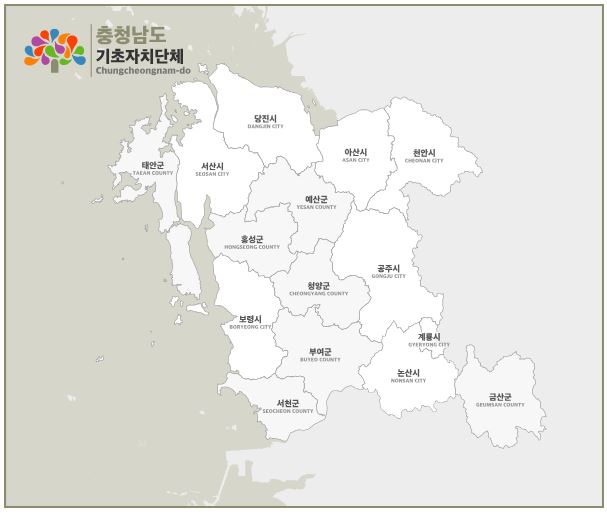 충청남도
기초자치단체
Chungcheongnam-do
당진시
DANGJIN CITY
아산시
ASAN CITY
천안시
CHEONAN CITY
태안군
TAEAN COUNTY
서산시
SEOSAN CITY
예산군
YESAN COUNTY
홍성군
HONGSEONG COUNTY
공주시
GONGJU CITY
청양군
CHEONGYANG COUNTY
보령시
BORYEONG CITY
계룡시
GYERYONG CITY
부여군
BUYEO COUNTY
논산시
NONSAN CITY
서천군
SEOCHEON COUNTY
금산군
GEUMSAN COUNTY